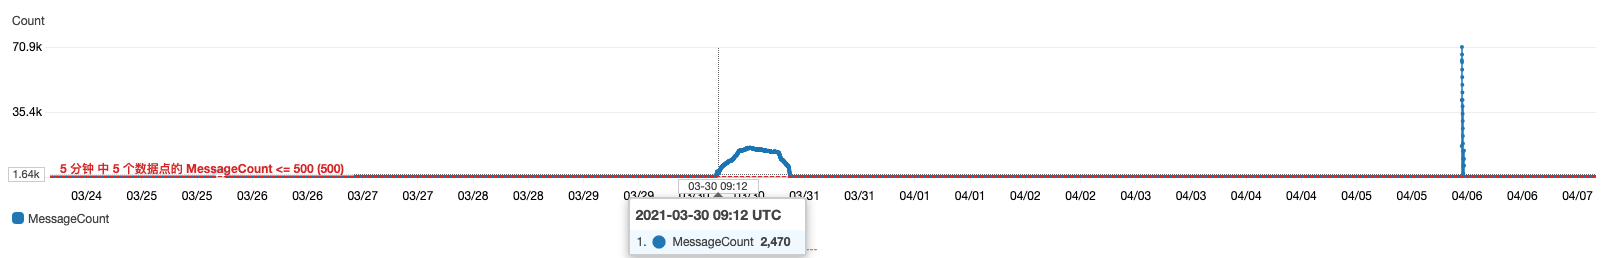 Count
70.9k
35.4k
1.64k
5 分钟 中 5 个数据点的 MessageCount <= 500 (500)
03/24 03/25 03/25 03/26 03/26 03/27 03/27 03/28 03/28 03/29 03/29 03/30 03/30 03/31 03/31 04/01 04/01 04/02 04/02 04/03 04/03 04/04 04/04 04/05 04/05 04/06 04/06 04/07
03-30 09:12
2021-03-30 09:12 UTC
1. MessageCount 2,470
MessageCount